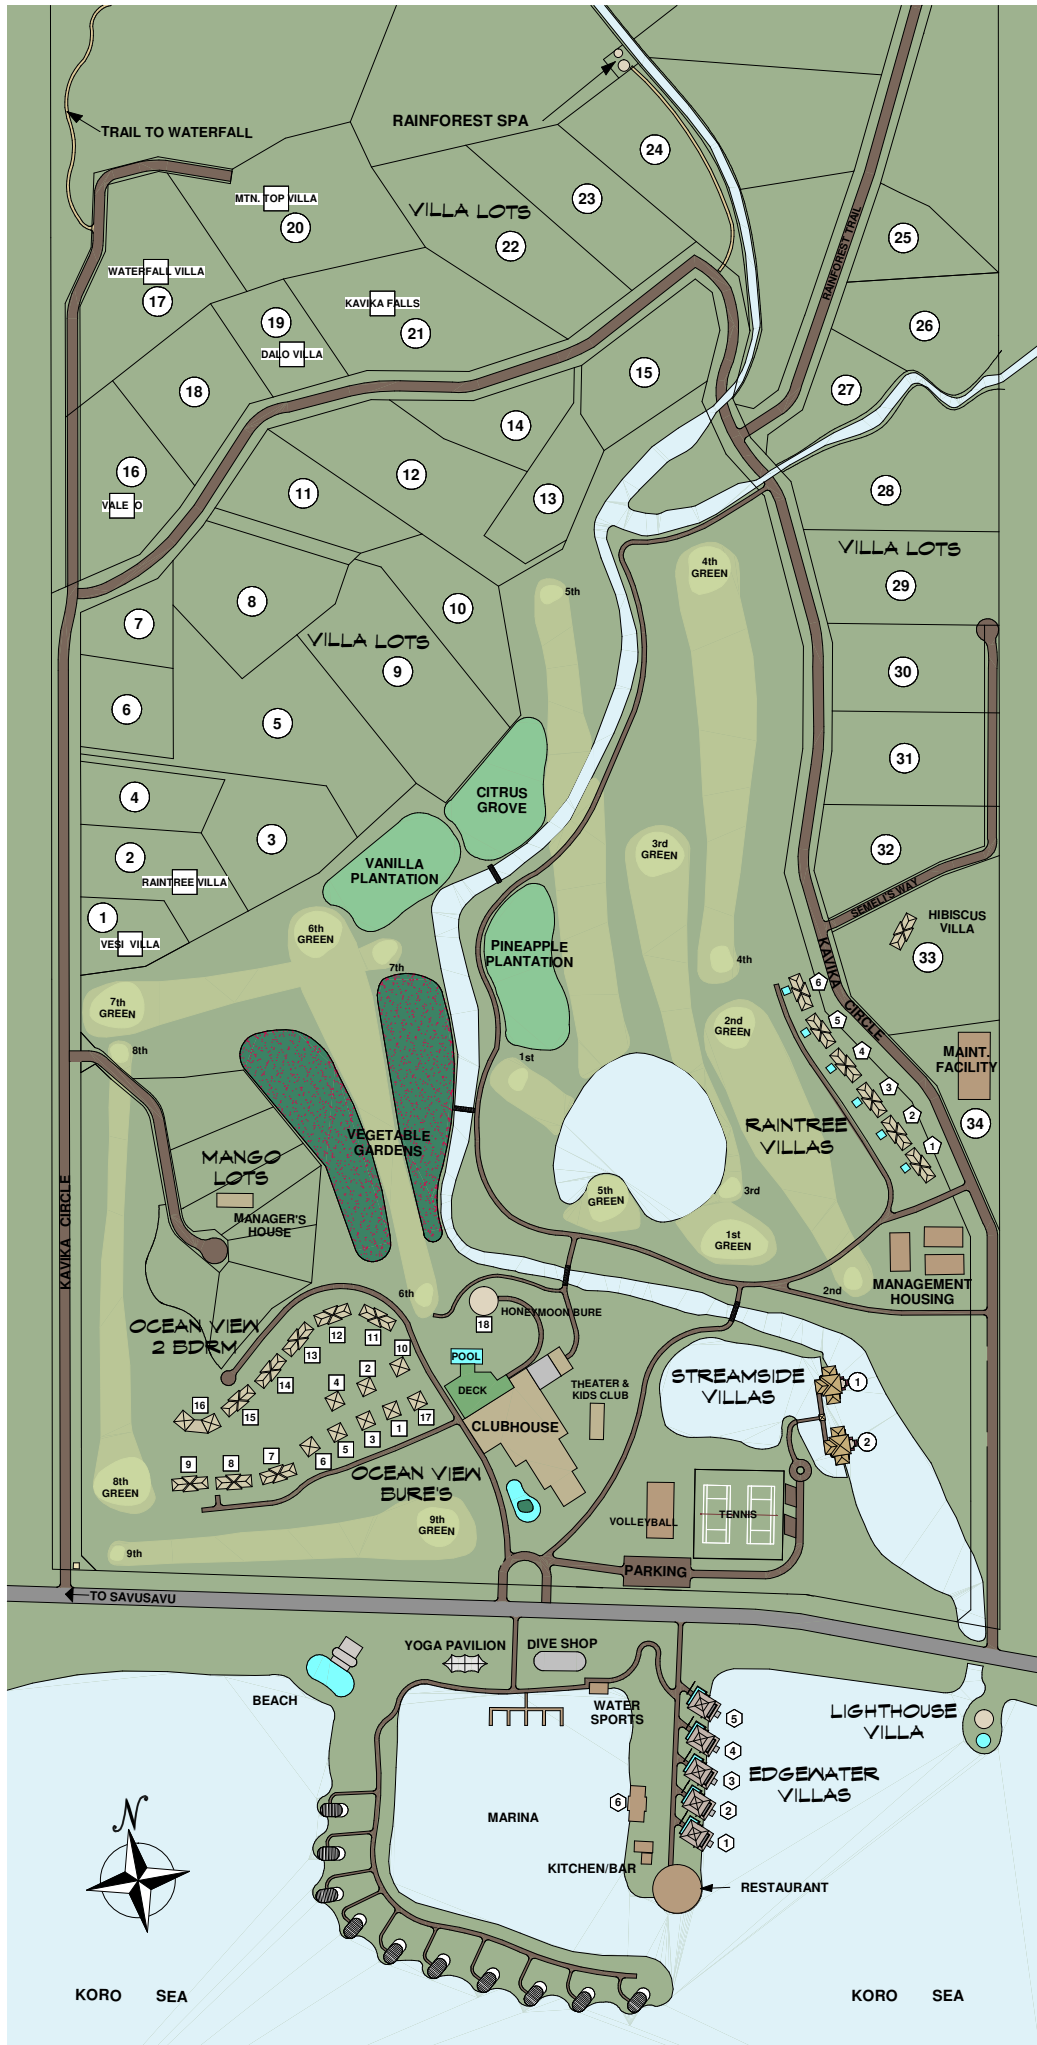 TRAIL TO WATERFALL
RAINFOREST SPA
24
23
MTN. TOP VILLA
20
VILLA LOTS
22
RAINFOREST TRAIL
25
WATERFALL VILLA
17
KAVIKA FALLS
21
19
DALO VILLA
26
18
15
27
14
16
VALE O
11
12
13
28
VILLA LOTS
29
4th
GREEN
5th
8
7
10
VILLA LOTS
9
30
6
5
31
4
CITRUS
GROVE
3
2
RAINTREE VILLA
VANILLA
PLANTATION
3rd
GREEN
32
SEMELI'S WAY
1
VESI VILLA
6th
GREEN
HIBISCUS
VILLA
33
PINEAPPLE
PLANTATION
7th
4th
KAVIKA CIRCLE
7th
GREEN
6
5
4
3
2
1
2nd
GREEN
8th
1st
MAINT.
FACILITY
34
RAINTREE
VILLAS
VEGETABLE
GARDENS
MANGO
LOTS
MANAGER'S
HOUSE
KAVIKA CIRCLE
5th
GREEN
3rd
1st
GREEN
2nd
MANAGEMENT
HOUSING
6th
OCEAN VIEW
2 BDRM
12
11
10
13
2
14
4
16
15
17
1
3
5
6
7
8
9
HONEYMOON BURE
18
POOL
DECK
THEATER &
KIDS CLUB
CLUBHOUSE
STREAMSIDE
VILLAS
1
2
OCEAN VIEW
BURE'S
8th
GREEN
9th
GREEN
9th
VOLLEYBALL
TENNIS
PARKING
TO SAVUSAVU
YOGA PAVILION
DIVE SHOP
BEACH
WATER
SPORTS
LIGHTHOUSE
VILLA
5
4
3
2
1
EDGEWATER
VILLAS
6
MARINA
KITCHEN/BAR
RESTAURANT
N
KORO SEA
KORO SEA